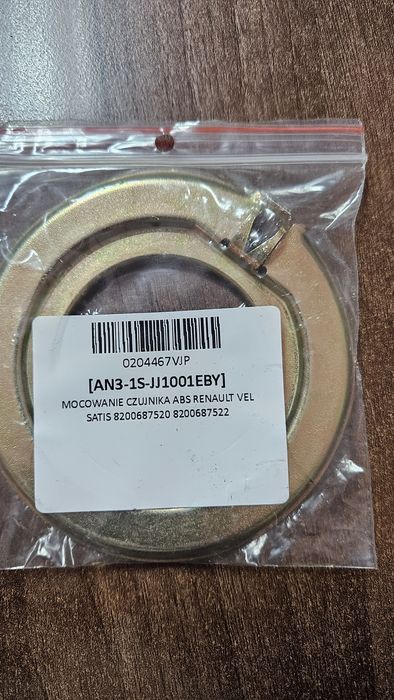 0204467VJP
[AN3-1S-JJ1001EBY]
MOCOWANIE CZUJNIKA ABS RENAULT VEL
SATIS 8200687520 8200687522